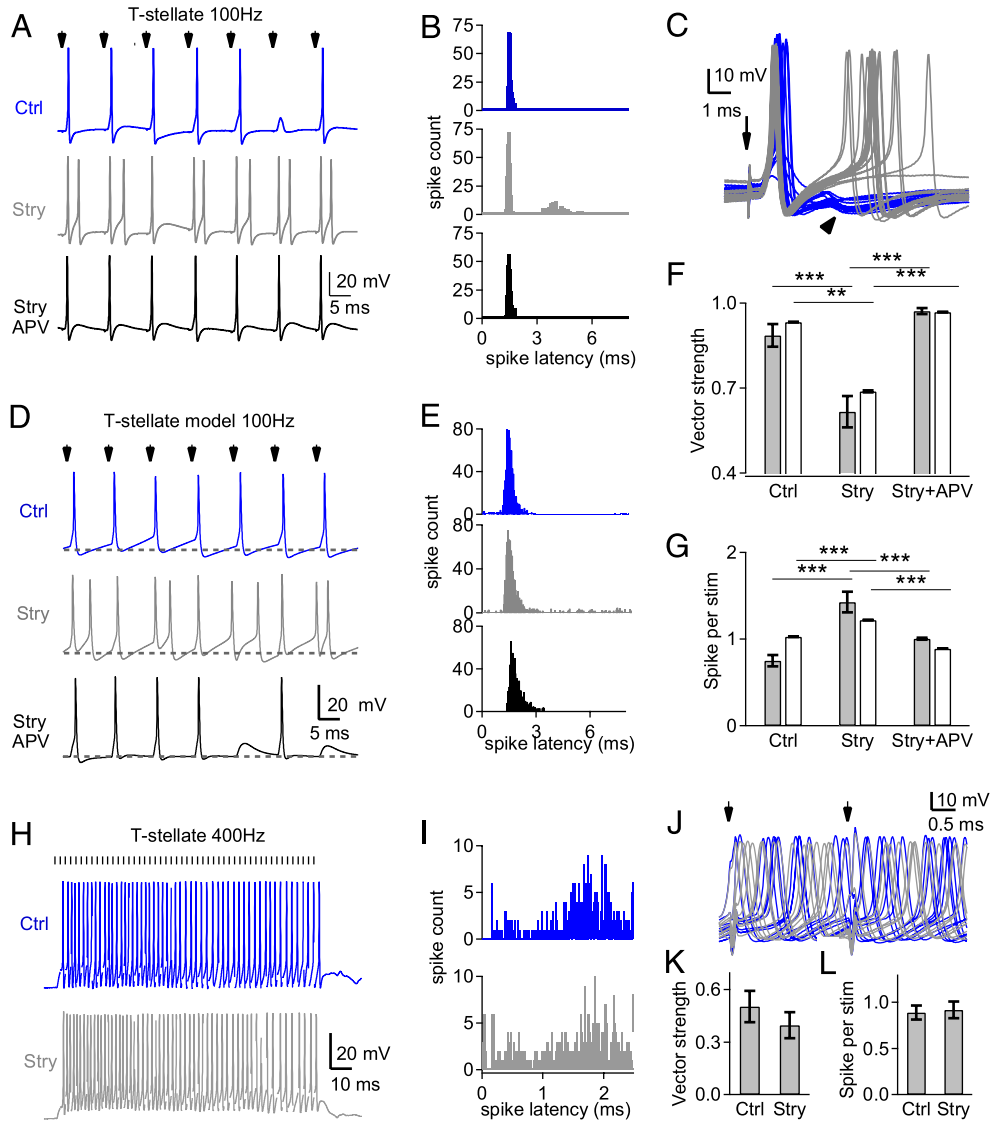 A
T-stellate 100Hz
Ctrl
Stry
Stry
APV
20 mV
5 ms
B
75
50
25
0
75
50
25
0
75
50
25
0
spike count
0 3 6
spike latency (ms)
C
10 mV
1 ms
D
T-stellate model 100Hz
Ctrl
Stry
Stry
APV
20 mV
5 ms
E
80
40
0
80
40
0
80
40
0
spike count
0 3 6
spike latency (ms)
F
***
*** ***
**
1.0
0.7
0.4
Vector strength
Ctrl Stry Stry+APV
G
***
*** ***
***
2
1
0
Spike per stim
Ctrl Stry Stry+APV
H
T-stellate 400Hz
Ctrl
Stry
20 mV
10 ms
I
10
5
0
10
5
0
spike count
0 1 2
spike latency (ms)
J
10 mV
0.5 ms
K
0.6
0.3
0.0
Vector strength
Ctrl Stry
L
1.0
0.5
0.0
Spike per stim
Ctrl Stry